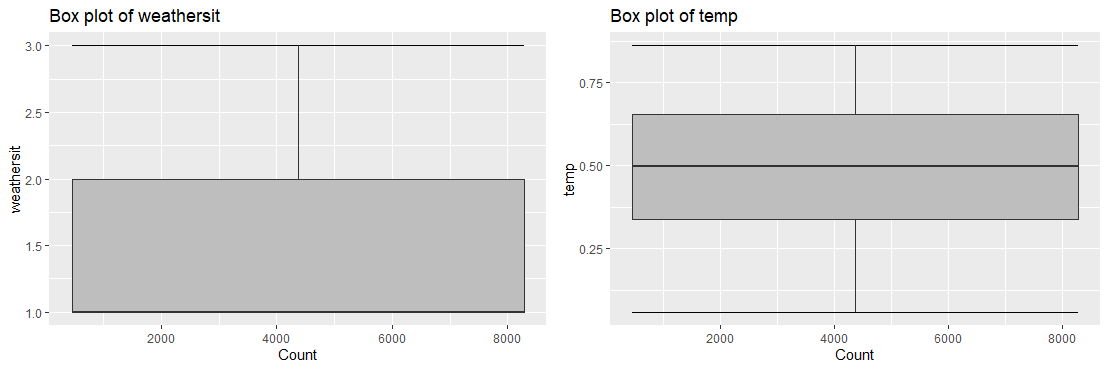 Box plot of weathersit
3.0
2.5
2.0
1.5
1.0
weathersit
2000 4000 6000 8000
Count
Box plot of temp
0.75
0.50
0.25
temp
2000 4000 6000 8000
Count